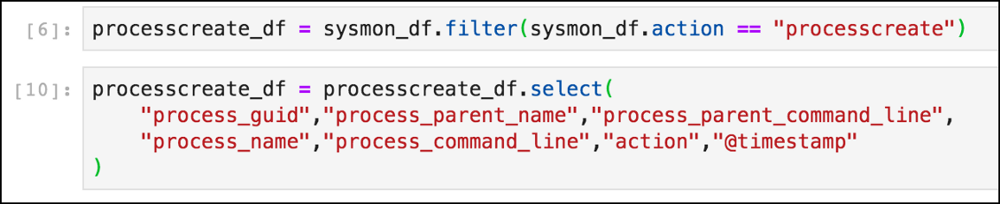 [6]: processcreate_df = sysmon_df.filter(sysmon_df.action == "processcreate")
[10]: processcreate_df = processcreate_df.select(
"process_guid","process_parent_name","process_parent_command_line",
"process_name","process_command_line","action","@timestamp"
)